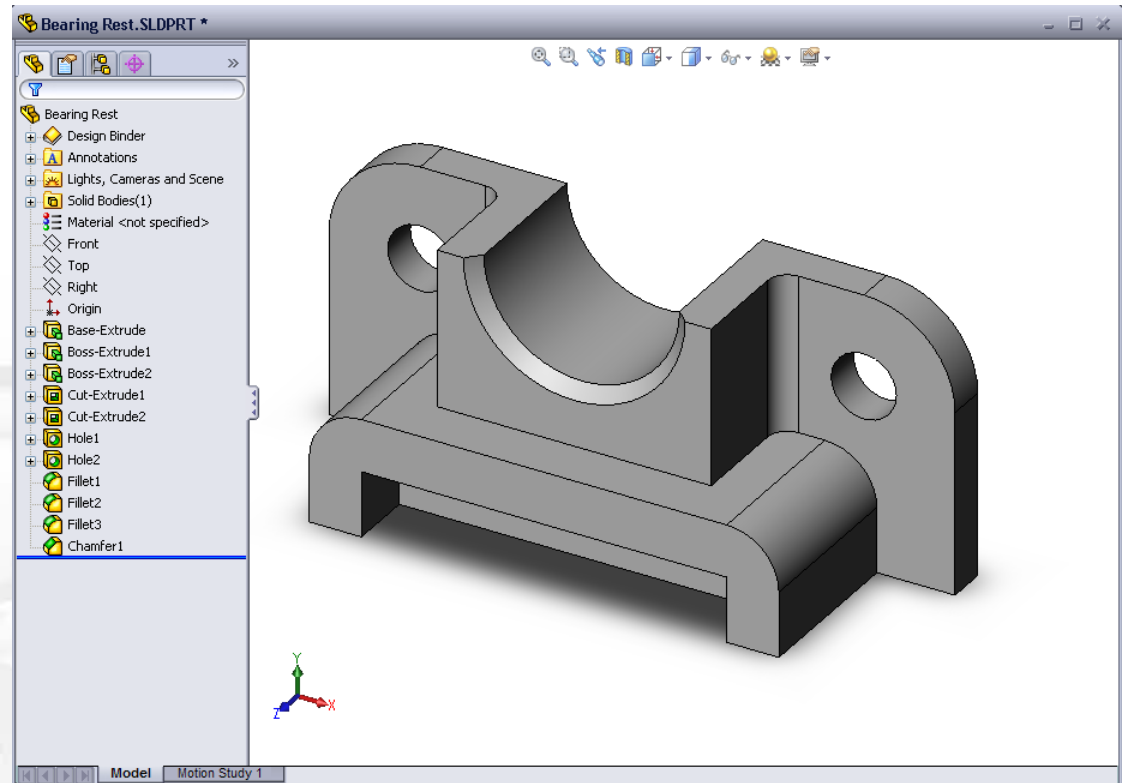 Bearing Rest.SLDPRT *
Bearing Rest
Design Binder
Annotations
Lights, Cameras and Scene
Solid Bodies(1)
Material <not specified>
Front
Top
Right
Origin
Base-Extrude
Boss-Extrude1
Boss-Extrude2
Cut-Extrude1
Cut-Extrude2
Hole1
Hole2
Fillet1
Fillet2
Fillet3
Chamfer1
Y
X
Z
Model Motion Study 1